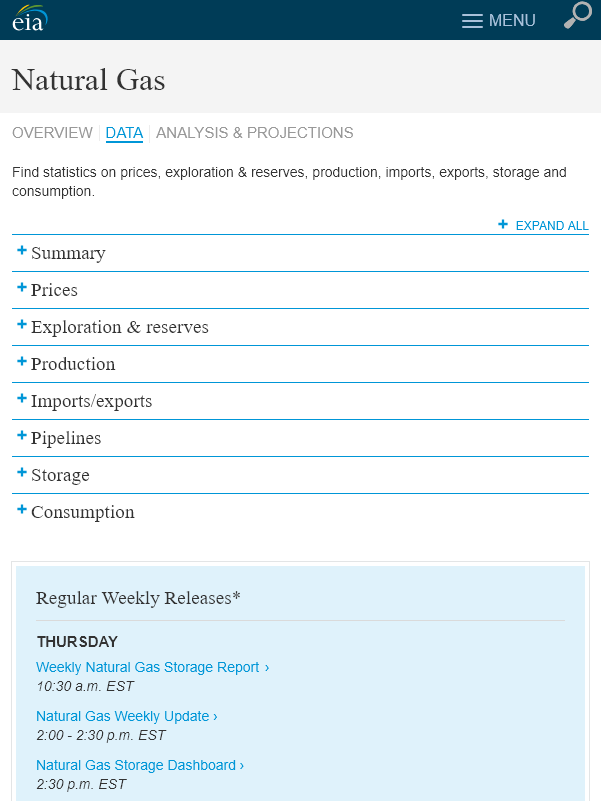 eia
MENU
Natural Gas
OVERVIEW DATA ANALYSIS & PROJECTIONS
Find statistics on prices, exploration & reserves, production, imports, exports, storage and
consumption.
+ EXPAND ALL
+ Summary
+ Prices
+ Exploration & reserves
+ Production
+ Imports/exports
+ Pipelines
+ Storage
+ Consumption
Regular Weekly Releases*
THURSDAY
Weekly Natural Gas Storage Report ›
10:30 a.m. EST
Natural Gas Weekly Update ›
2:00 - 2:30 p.m. EST
Natural Gas Storage Dashboard ›
2:30 p.m. EST